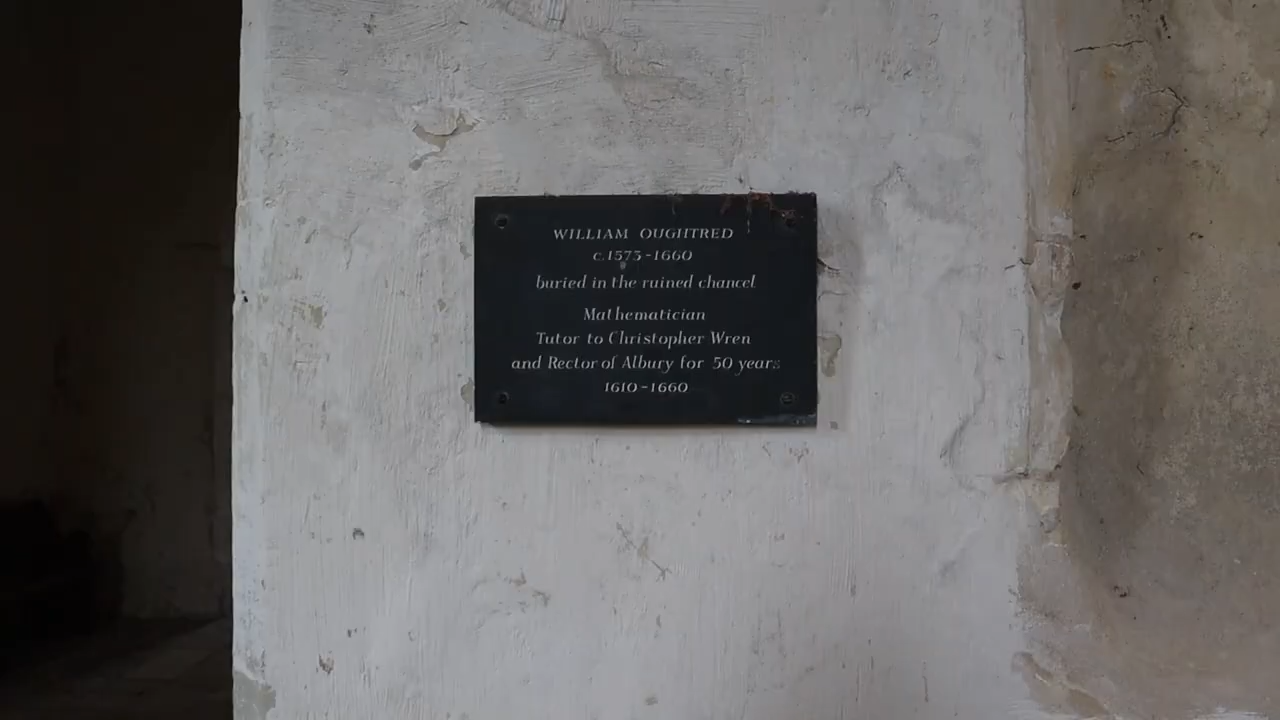 WILLIAM OUGHTRED
c.1573-1660
buried in the ruined chancel
Mathematician
Tutor to Christopher Wren
and Rector of Albury for 50 years
1610-1660